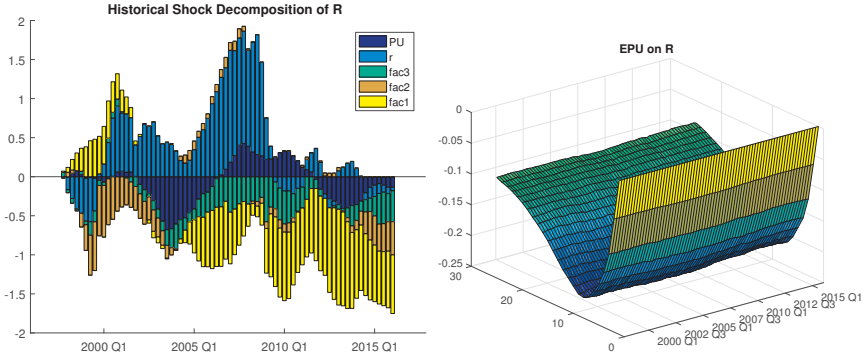 Historical Shock Decomposition of R
2
1.5
1
0.5
0
-0.5
-1
-1.5
-2
2000 Q1
2005 Q1
2010 Q1
2015 Q1
PU
r
fac3
fac2
fac1
EPU on R
0
-0.05
-0.1
-0.15
-0.2
-0.25
30
20
10
0
2000 Q1
2002 Q3
2005 Q1
2007 Q3
2010 Q1
2012 Q3
2015 Q1